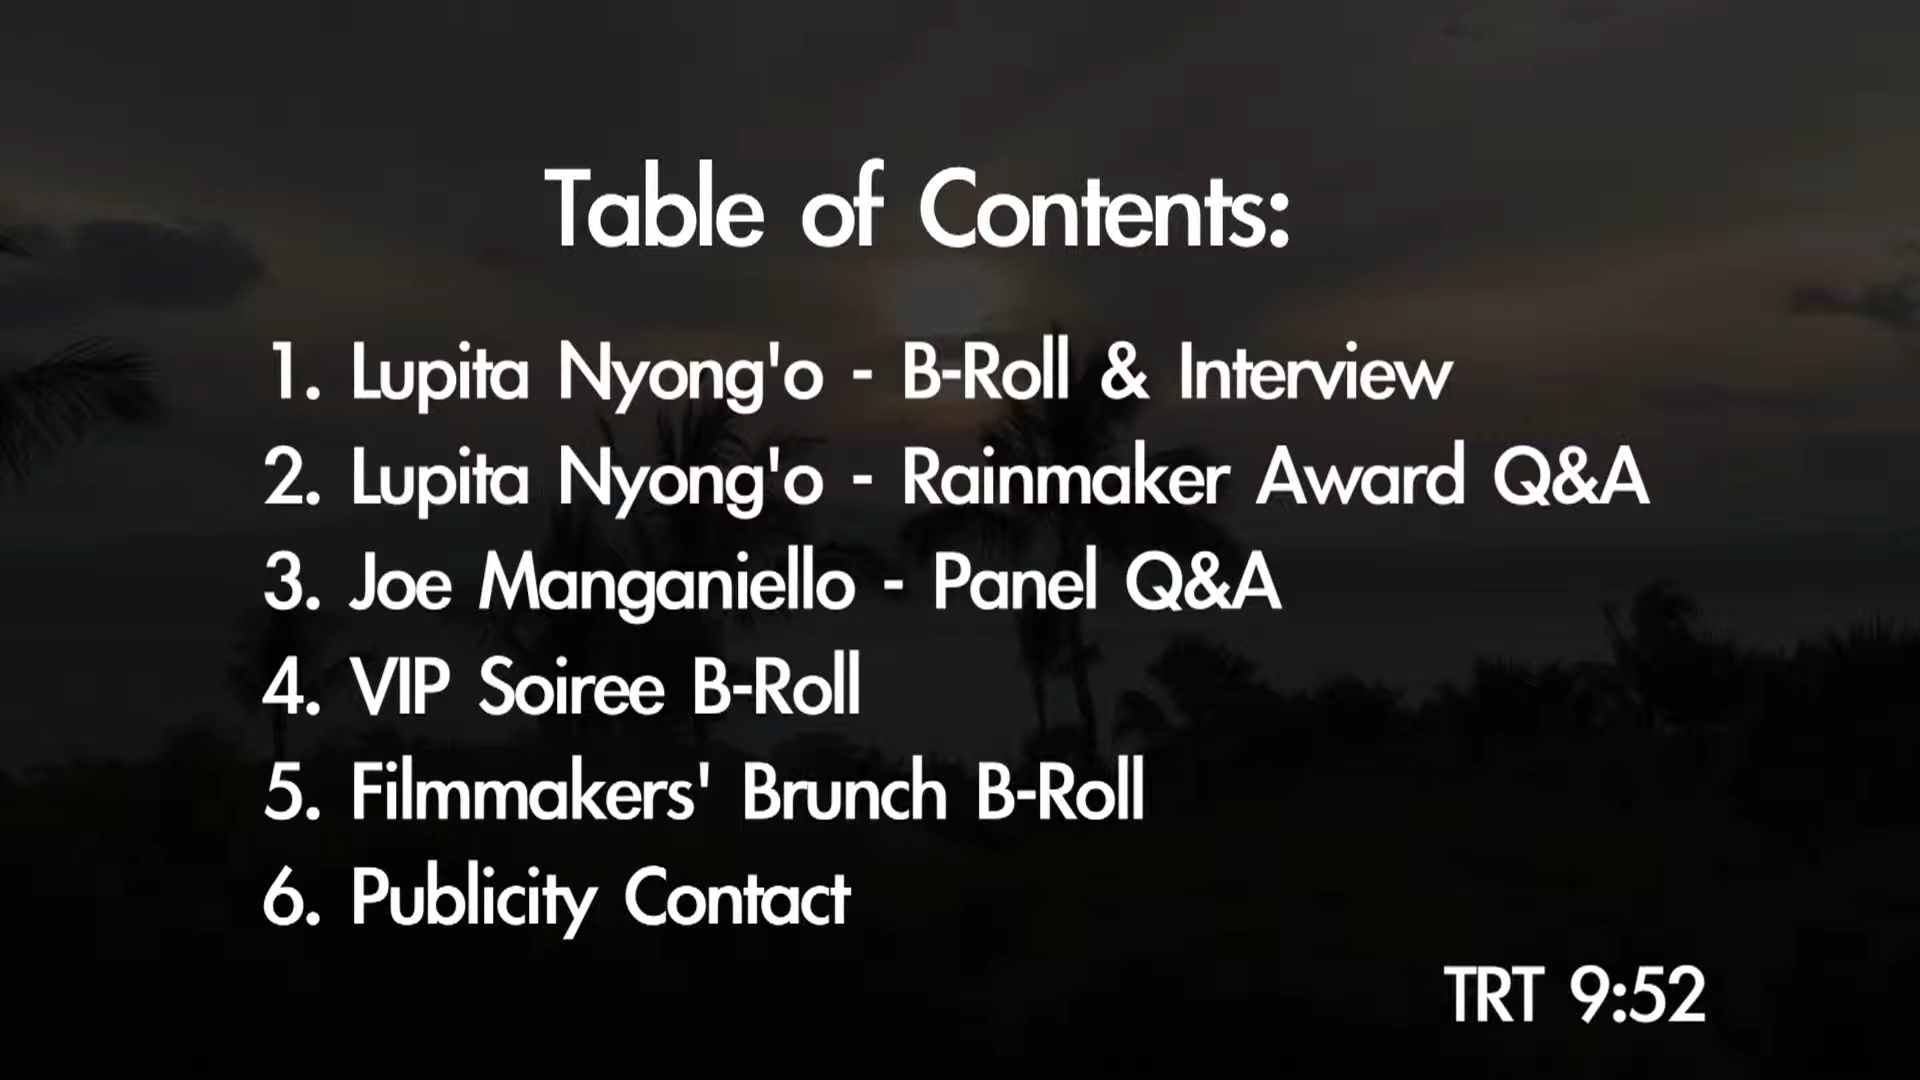 Table of Contents:
1. Lupita Nyong'o - B-Roll & Interview
2. Lupita Nyong'o - Rainmaker Award Q&A
3. Joe Manganiello - Panel Q&A
4. VIP Soiree B-Roll
5. Filmmakers' Brunch B-Roll
6. Publicity Contact
TRT 9:52